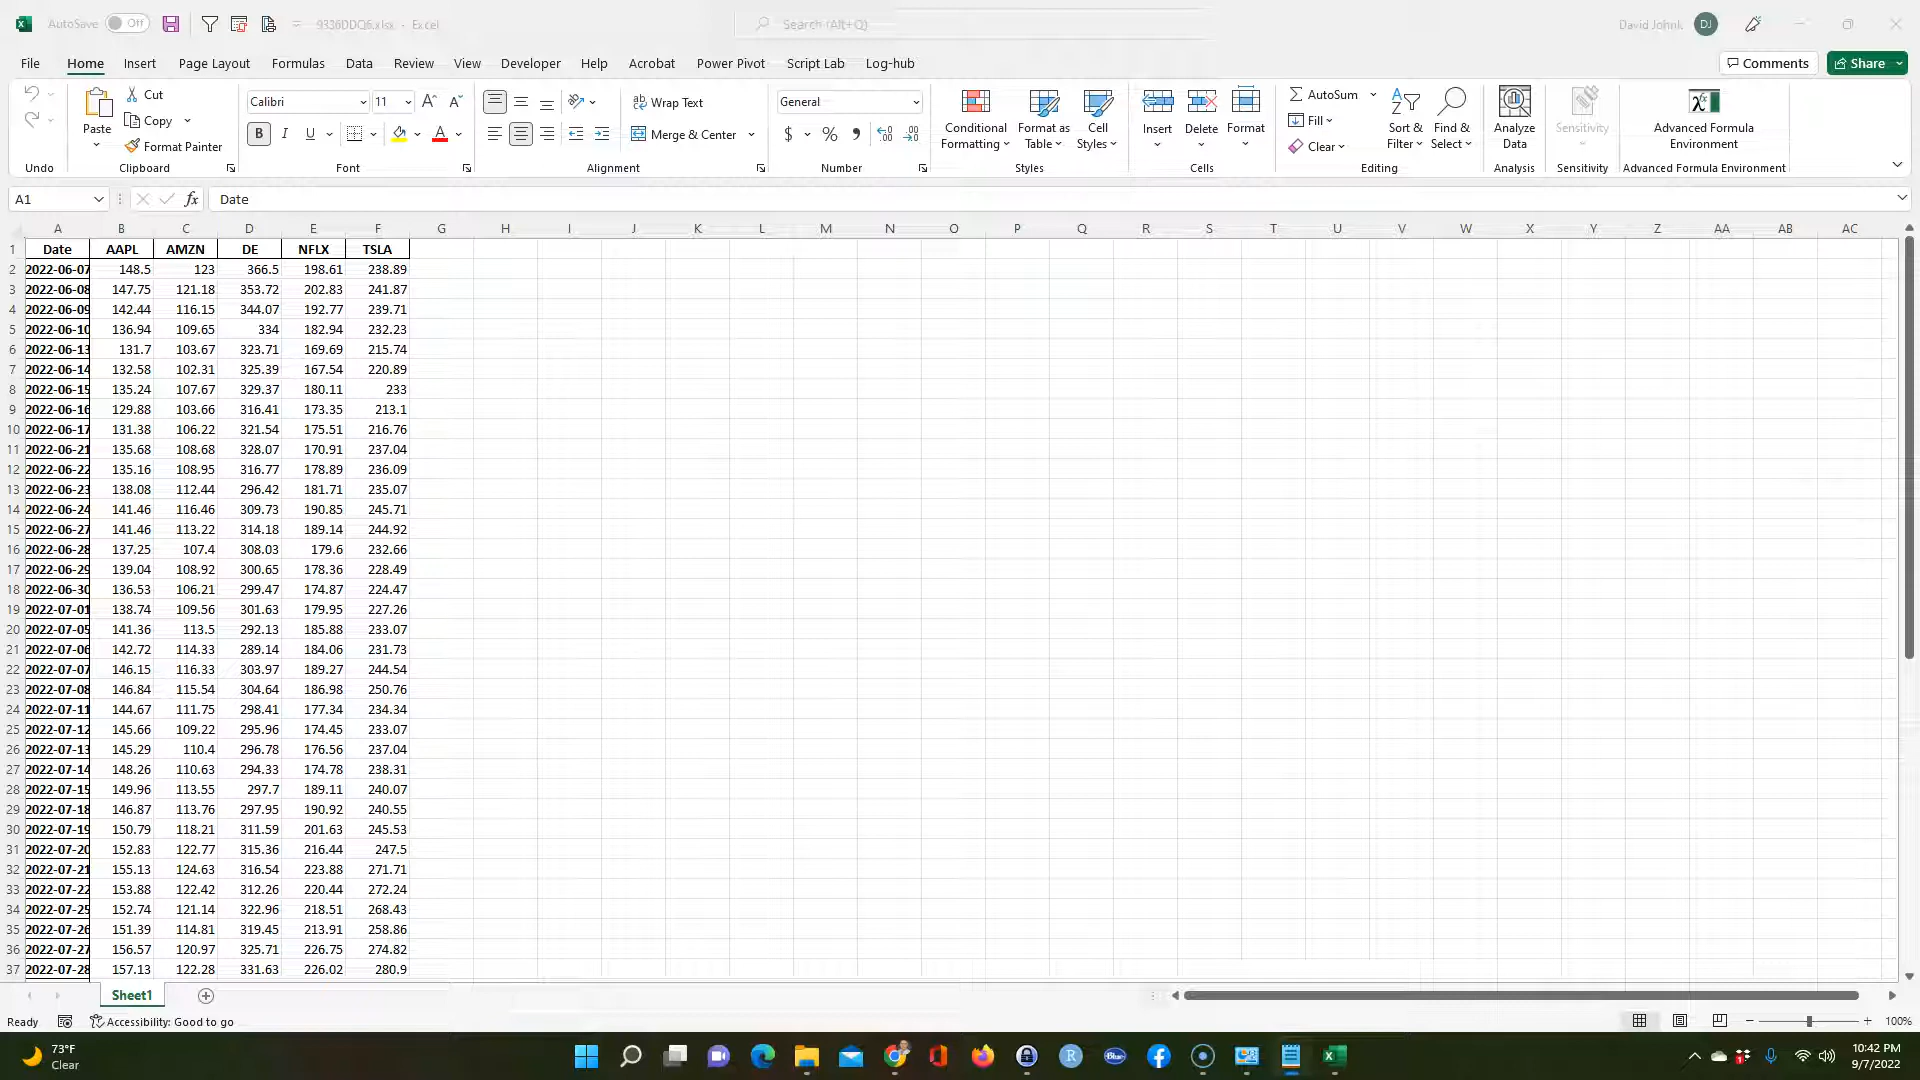 AutoSave Off 9336DDQ6.xlsx - Excel Search (Alt+Q) David Johnk DJ
File Home Insert Page Layout Formulas Data Review View Developer Help Acrobat Power Pivot Script Lab Log-hub Comments Share
Cut Calibri 11 Wrap Text General AutoSum
Paste Copy Conditional Formatting Format as Table Cell Styles Insert Delete Format Fill Sort & Filter Find & Select Analyze Data Sensitivity Advanced Formula Environment
Format Painter B I U Merge & Center $ % Clear
Undo Clipboard Font Alignment Number Styles Cells Editing Analysis Sensitivity Advanced Formula Environment
A1 fx Date
A B C D E F G H I J K L M N O P Q R S T U V W X Y Z AA AB AC
1 Date AAPL AMZN DE NFLX TSLA
2 2022-06-07 148.5 123 366.5 198.61 238.89
3 2022-06-08 147.75 121.18 353.72 202.83 241.87
4 2022-06-09 142.44 116.15 344.07 192.77 239.71
5 2022-06-10 136.94 109.65 334 182.94 232.23
6 2022-06-13 131.7 103.67 323.71 169.69 215.74
7 2022-06-14 132.58 102.31 325.39 167.54 220.89
8 2022-06-15 135.24 107.67 329.37 180.11 233
9 2022-06-16 129.88 103.66 316.41 173.35 213.1
10 2022-06-17 131.38 106.22 321.54 175.51 216.76
11 2022-06-21 135.68 108.68 328.07 170.91 237.04
12 2022-06-22 135.16 108.95 316.77 178.89 236.09
13 2022-06-23 138.08 112.44 296.42 181.71 235.07
14 2022-06-24 141.46 116.46 309.73 190.85 245.71
15 2022-06-27 141.46 113.22 314.18 189.14 244.92
16 2022-06-28 137.25 107.4 308.03 179.6 232.66
17 2022-06-29 139.04 108.92 300.65 178.36 228.49
18 2022-06-30 136.53 106.21 299.47 174.87 224.47
19 2022-07-01 138.74 109.56 301.63 179.95 227.26
20 2022-07-05 141.36 113.5 292.13 185.88 233.07
21 2022-07-06 142.72 114.33 289.14 184.06 231.73
22 2022-07-07 146.15 116.33 303.97 189.27 244.54
23 2022-07-08 146.84 115.54 304.64 186.98 250.76
24 2022-07-11 144.67 111.75 298.41 177.34 234.34
25 2022-07-12 145.66 109.22 295.96 174.45 233.07
26 2022-07-13 145.29 110.4 296.78 176.56 237.04
27 2022-07-14 148.26 110.63 294.33 174.78 238.31
28 2022-07-15 149.96 113.55 297.7 189.11 240.07
29 2022-07-18 146.87 113.76 297.95 190.92 240.55
30 2022-07-19 150.79 118.21 311.59 201.63 245.53
31 2022-07-20 152.83 122.77 315.36 216.44 247.5
32 2022-07-21 155.13 124.63 316.54 223.88 271.71
33 2022-07-22 153.88 122.42 312.26 220.44 272.24
34 2022-07-25 152.74 121.14 322.96 218.51 268.43
35 2022-07-26 151.39 114.81 319.45 213.91 258.86
36 2022-07-27 156.57 120.97 325.71 226.75 274.82
37 2022-07-28 157.13 122.28 331.63 226.02 280.9
Sheet1
Ready Accessibility: Good to go 100%
73°F 10:42 PM
Clear 9/7/2022